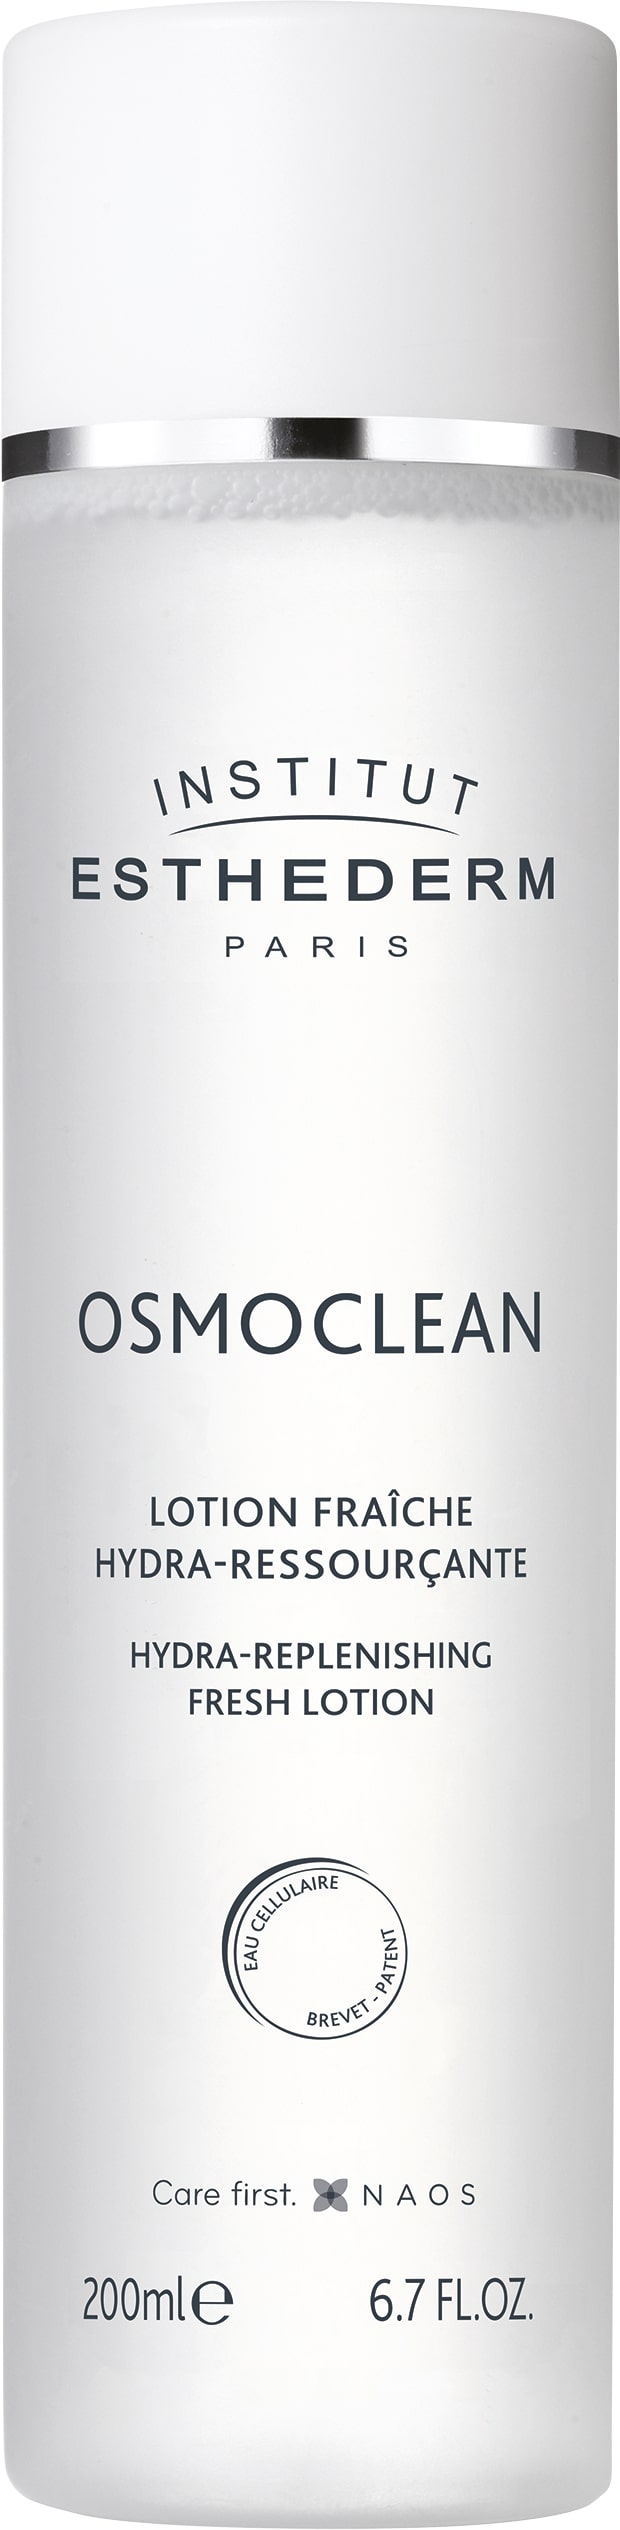 INSTITUT
ESTHEDERM
PARIS
OSMOCLEAN
LOTION FRAÎCHE
HYDRA-RESSOURÇANTE
HYDRA-REPLENISHING
FRESH LOTION
EAU CELLULAIRE
BREVET - PATENT
Care first. NAOS
200ml℮ 6.7 FL.OZ.